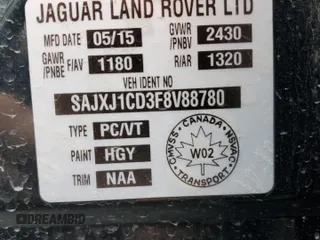 JAGUAR LAND ROVER LTD
MFD DATE 05/15 GVWR /PNBV 2430
GAWR /PNBE F/AV 1180 R/AR 1320
VEH IDENT NO
SAJXJ1CD3F8V88780
TYPE PC/VT
PAINT HGY
TRIM NAA
CANADA
CMVSS NSVAC
W02
TRANSPORT
DREAMBID